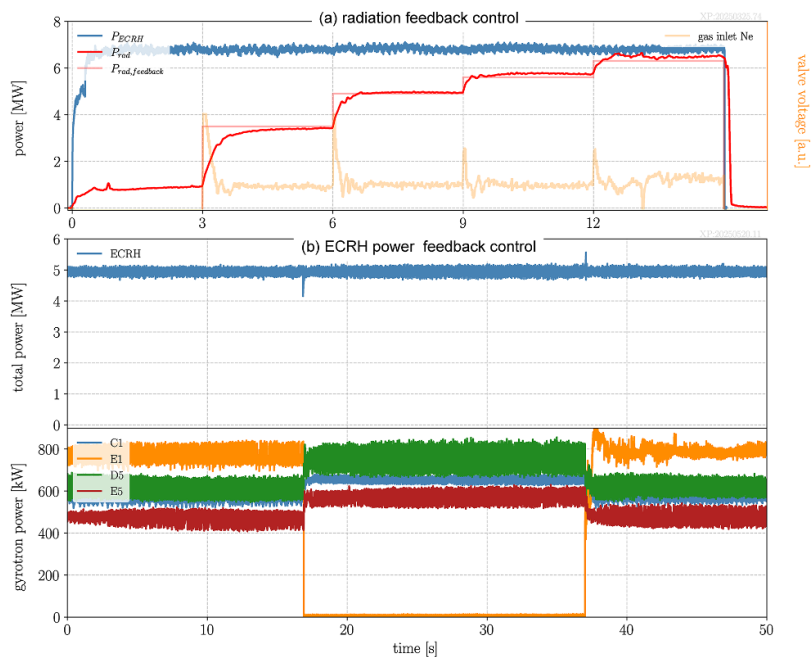 (a) radiation feedback control
XP:20250325.74
P_ECRH
P_rad
P_rad,feedback
gas inlet Ne
power [MW]
valve voltage [a.u.]
8
6
4
2
0
0 3 6 9 12
XP:20250520.11
(b) ECRH power feedback control
ECRH
total power [MW]
6
5
4
3
2
1
0
C1
E1
D5
E5
gyrotron power [kW]
800
600
400
200
0
0 10 20 30 40 50
time [s]